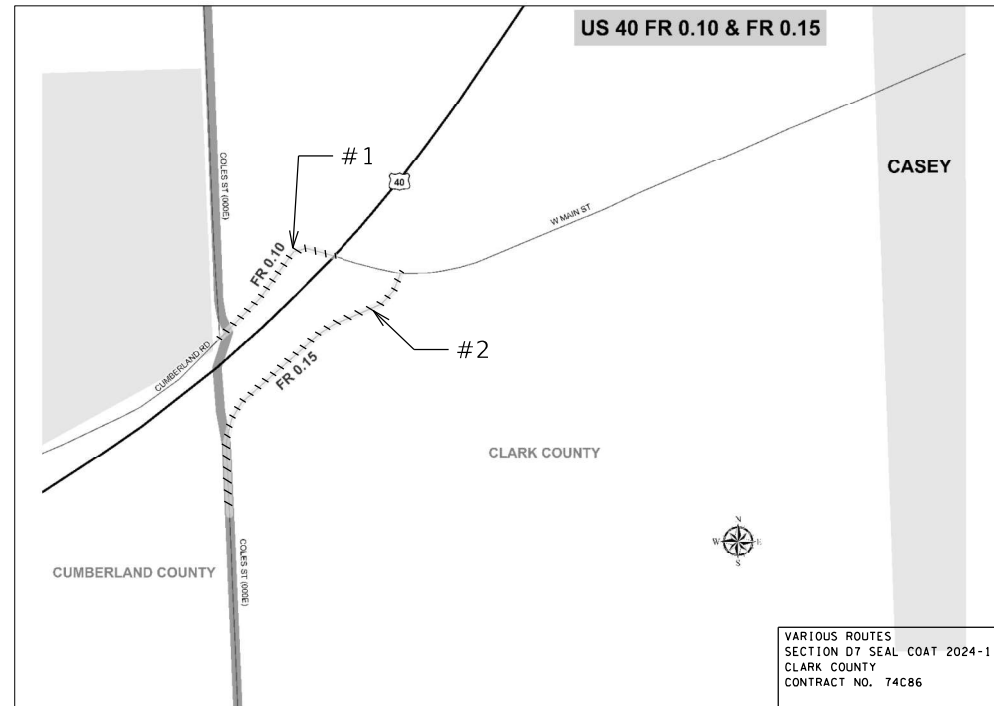 US 40 FR 0.10 & FR 0.15
COLES ST (000E)
#1
40
CASEY
W MAIN ST
FR 0.10
CUMBERLAND RD
#2
FR 0.15
CLARK COUNTY
N
W E
S
CUMBERLAND COUNTY
COLES ST (000E)
VARIOUS ROUTES
SECTION D7 SEAL COAT 2024-1
CLARK COUNTY
CONTRACT NO. 74C86